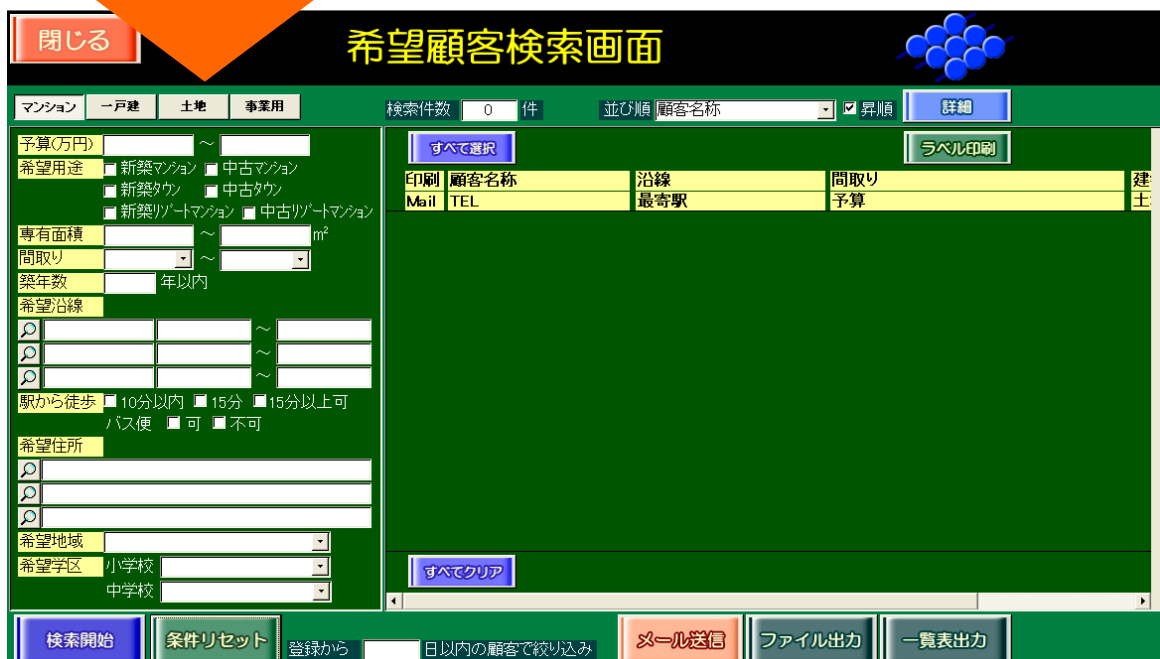 閉じる
希望顧客検索画面
マンション 一戸建 土地 事業用
検索件数 0 件 並び順 顧客名称 昇順 詳細
予算(万円) ～
希望用途 新築マンション 中古マンション
新築タウン 中古タウン
新築リゾートマンション 中古リゾートマンション
専有面積 ～ m²
間取り ～
築年数 年以内
希望沿線
～
～
～
駅から徒歩 10分以内 15分 15分以上可
バス便 可 不可
希望住所
希望地域
希望学区 小学校
中学校
すべて選択 ラベル印刷
印刷 顧客名称 沿線 間取り 建
Mail TEL 最寄駅 予算 土
すべてクリア
検索開始 条件リセット 登録から 日以内の顧客で絞り込み メール送信 ファイル出力 一覧表出力